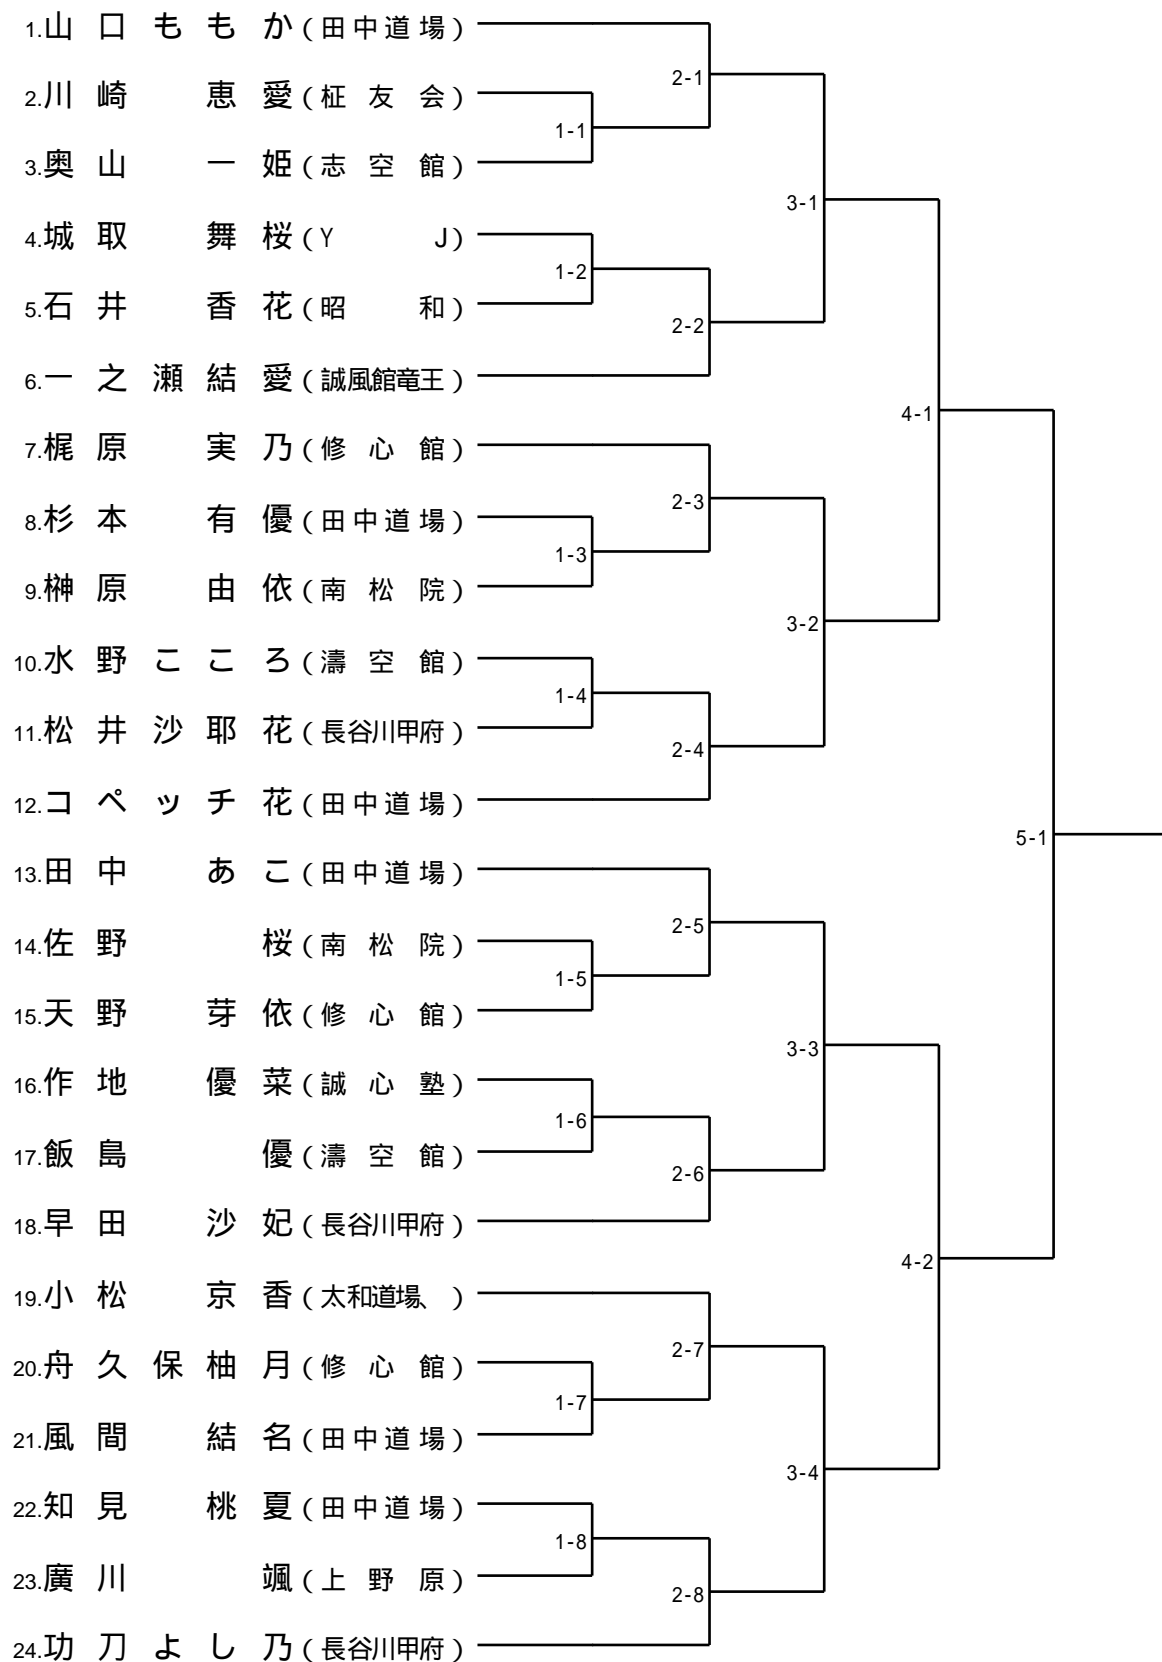 1.山口ももか(田中道場)
2-1
2.川崎 恵愛(柾友会)
1-1
3.奥山 一姫(志空館)
3-1
4.城取 舞桜(Y J)
1-2
5.石井 香花(昭和)
2-2
6.一之瀬結愛(誠風館竜王)
4-1
7.梶原 実乃(修心館)
2-3
8.杉本 有優(田中道場)
1-3
9.榊原 由依(南松院)
3-2
10.水野こころ(濤空館)
1-4
11.松井沙耶花(長谷川甲府)
2-4
12.コペッチ花(田中道場)
5-1
13.田中 あこ(田中道場)
2-5
14.佐野 桜(南松院)
1-5
15.天野 芽依(修心館)
3-3
16.作地 優菜(誠心塾)
1-6
17.飯島 優(濤空館)
2-6
18.早田 沙妃(長谷川甲府)
4-2
19.小松 京香(太和道場、)
2-7
20.舟久保柚月(修心館)
1-7
21.風間 結名(田中道場)
3-4
22.知見 桃夏(田中道場)
1-8
23.廣川 颯(上野原)
2-8
24.功刀よし乃(長谷川甲府)